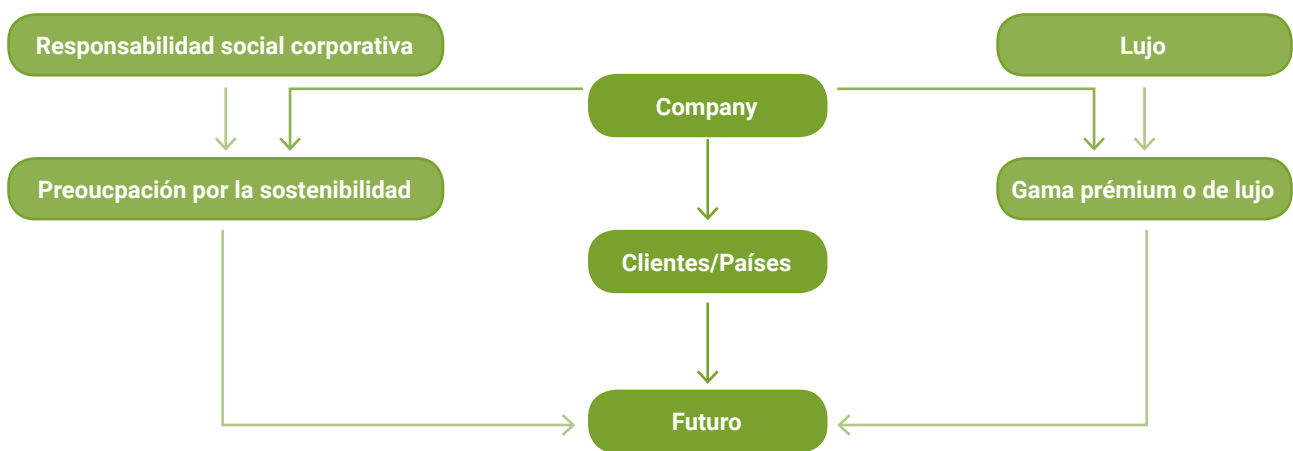 Responsabilidad social corporativa
Lujo
Company
Preoucpación por la sostenibilidad
Gama prémium o de lujo
Clientes/Países
Futuro